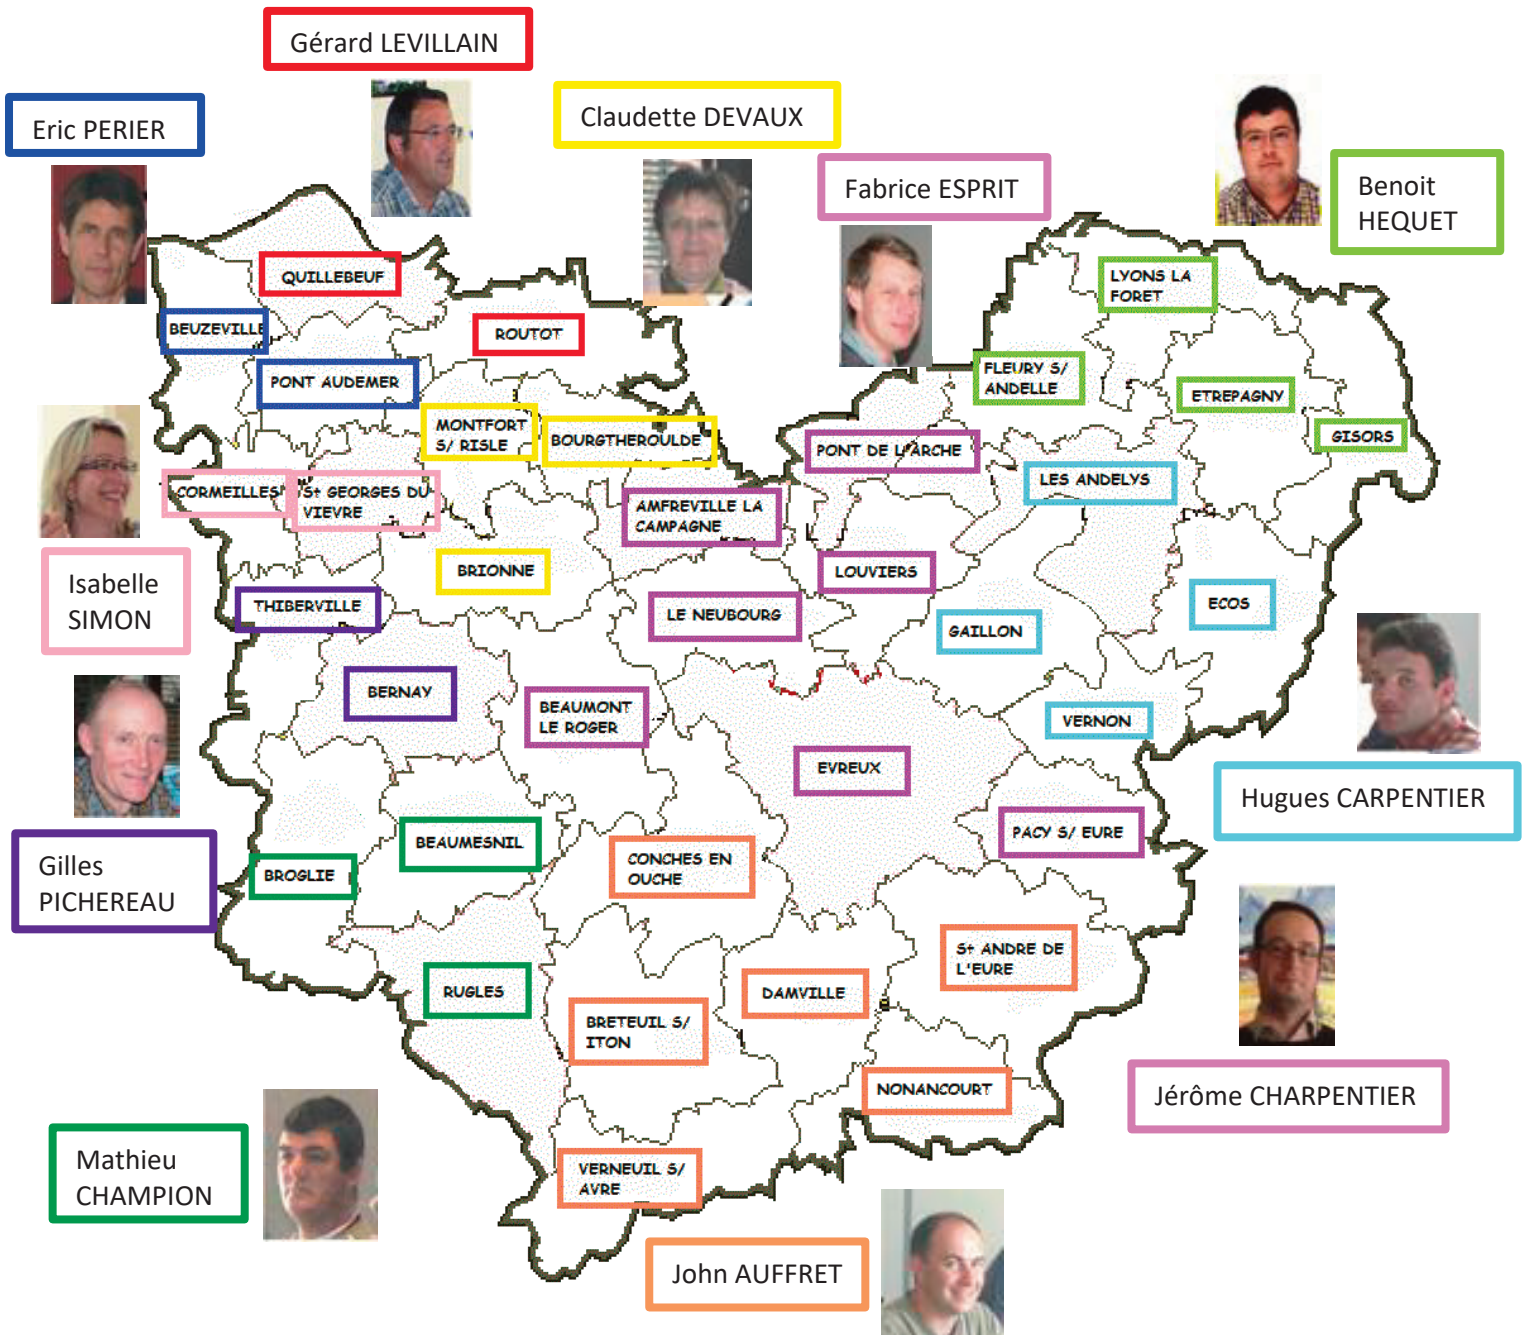 Gérard LEVILLAIN
Eric PERIER
Claudette DEVAUX
Fabrice ESPRIT
Benoit
HEQUET
QUILLEBEUF
LYONS LA
FORET
BEUZEVILLE
ROUTOT
PONT AUDEMER
FLEURY S/
ANDELLE
ETREPAGNY
MONTFORT
S/ RISLE
BOURGTHEROULDE
PONT DE L'ARCHE
GISORS
LES ANDELYS
CORMEILLES
St GEORGES DU
VIEVRE
AMFREVILLE LA
CAMPAGNE
BRIONNE
LOUVIERS
Isabelle
SIMON
THIBERVILLE
LE NEUBOURG
GAILLON
ECOS
BERNAY
BEAUMONT
LE ROGER
VERNON
EVREUX
Hugues CARPENTIER
Gilles
PICHEREAU
BEAUMESNIL
PACY S/ EURE
BROGLIE
CONCHES EN
OUCHE
St ANDRE DE
L'EURE
RUGLES
DAMVILLE
BRETEUIL S/
ITON
NONANCOURT
Jérôme CHARPENTIER
Mathieu
CHAMPION
VERNEUIL S/
AVRE
John AUFFRET